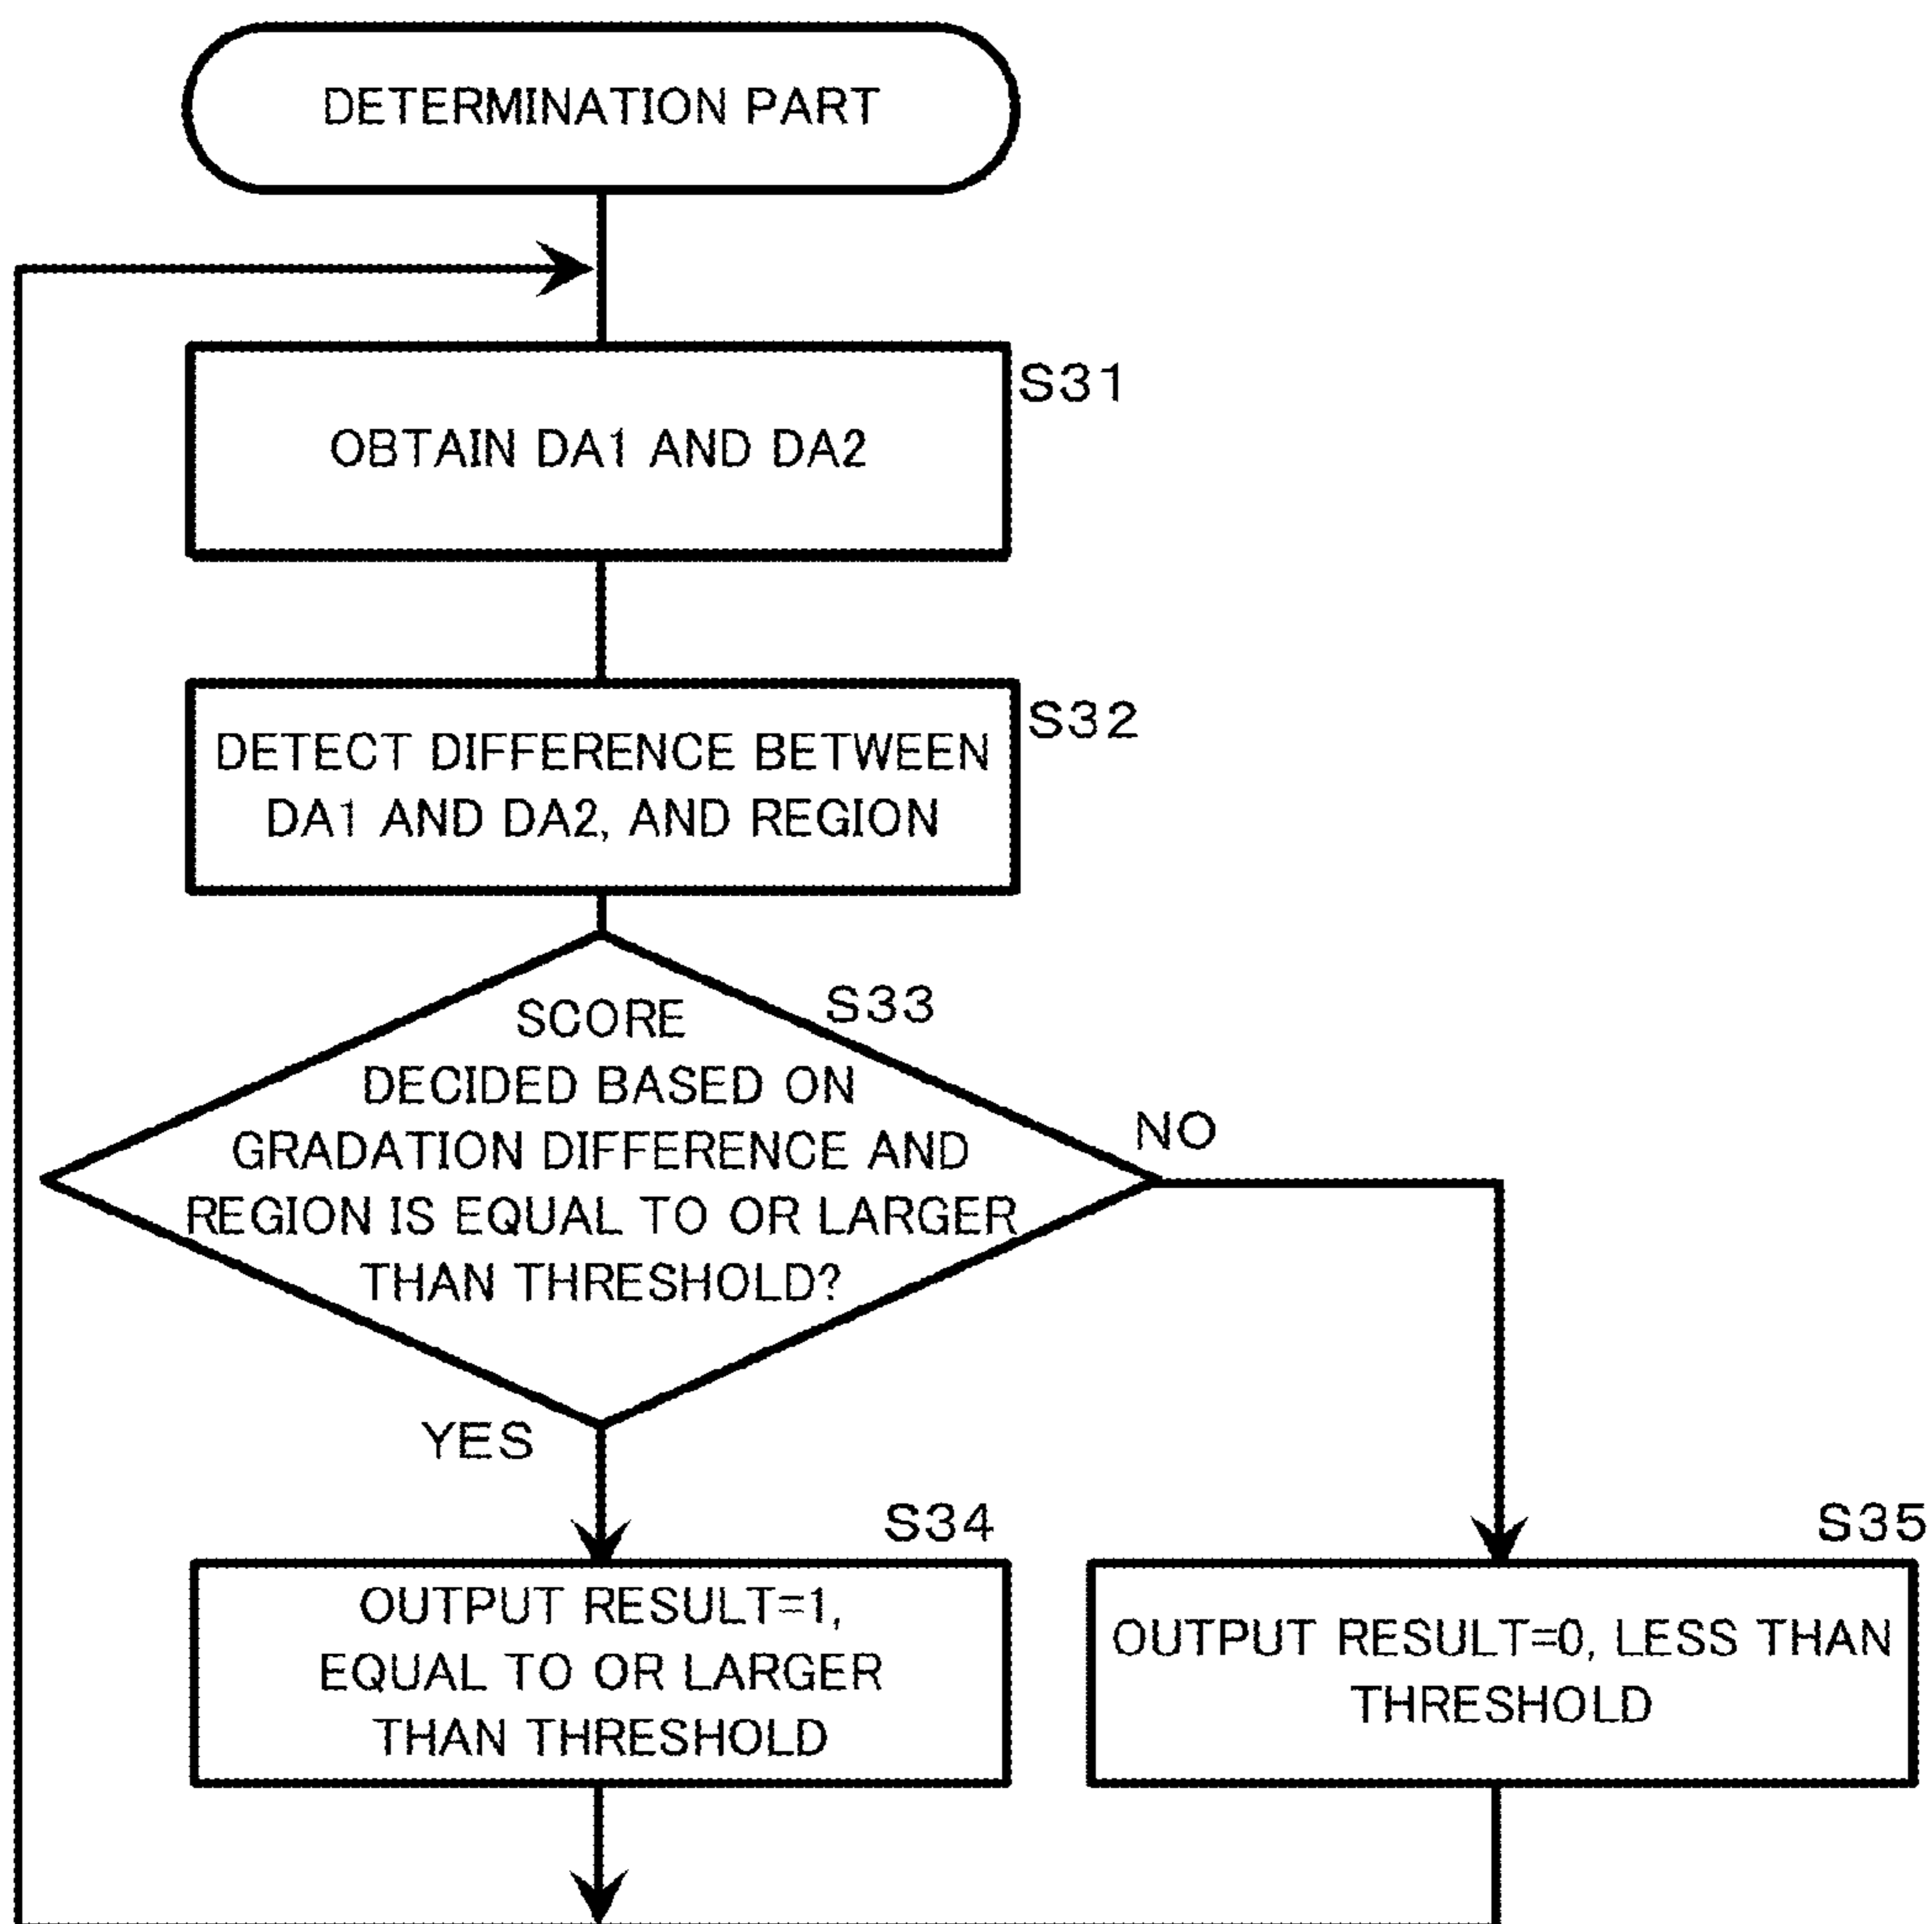 DETERMINATION PART
S31
OBTAIN DA1 AND DA2
S32
DETECT DIFFERENCE BETWEEN
DA1 AND DA2, AND REGION
S33
SCORE
DECIDED BASED ON
GRADATION DIFFERENCE AND
REGION IS EQUAL TO OR LARGER
THAN THRESHOLD?
NO
YES
S34
OUTPUT RESULT=1,
EQUAL TO OR LARGER
THAN THRESHOLD
S35
OUTPUT RESULT=0, LESS THAN
THRESHOLD